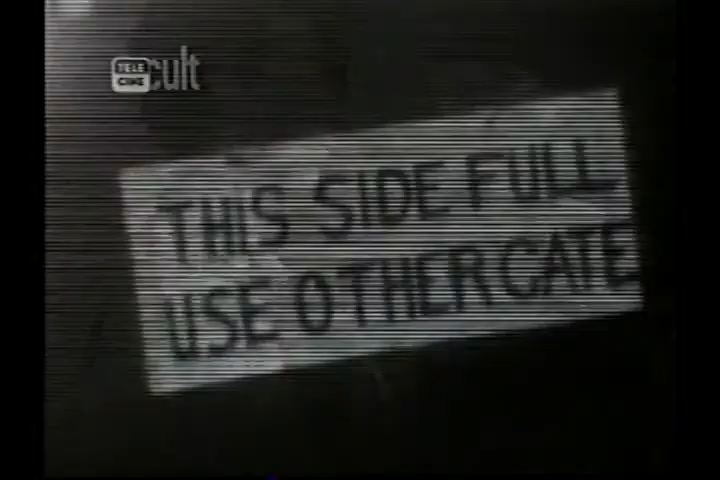 TELE
CINE cult
THIS SIDE FULL
USE OTHER GATE